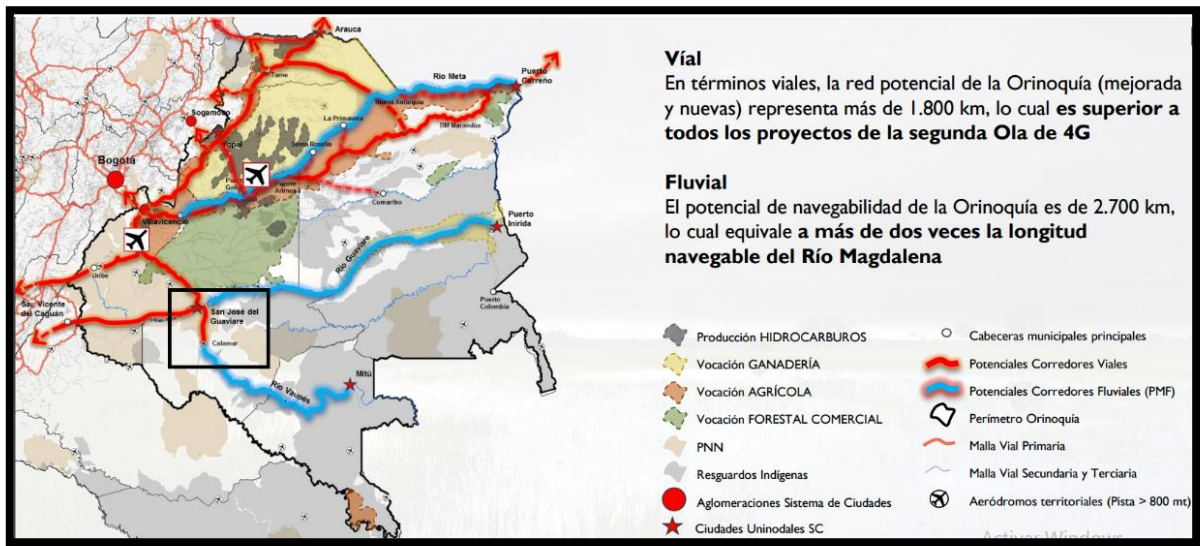 Arauca
Tame
Río Meta
Puerto
Carreño
Nueva Antioquia
Sogamoso
La Primavera
Santa Rosalía
Yopal
Bogotá
Cumaribo
Villavicencio
Puerto
Inírida
Río Guaviare
Uribe
San Vicente
del Caguán
San José del
Guaviare
Puerto
Colombia
Calamar
Mitú
Río Vaupés
Víal
En términos viales, la red potencial de la Orinoquía (mejorada
y nuevas) representa más de 1.800 km, lo cual es superior a
todos los proyectos de la segunda Ola de 4G
Fluvial
El potencial de navegabilidad de la Orinoquía es de 2.700 km,
lo cual equivale a más de dos veces la longitud
navegable del Río Magdalena
Producción HIDROCARBUROS
Vocación GANADERÍA
Vocación AGRÍCOLA
Vocación FORESTAL COMERCIAL
PNN
Resguardos Indígenas
Aglomeraciones Sistema de Ciudades
Ciudades Uninodales SC
Cabeceras municipales principales
Potenciales Corredores Viales
Potenciales Corredores Fluviales (PMF)
Perímetro Orinoquía
Malla Vial Primaria
Malla Vial Secundaria y Terciaria
Aeródromos territoriales (Pista > 800 mt)
Activar Windows